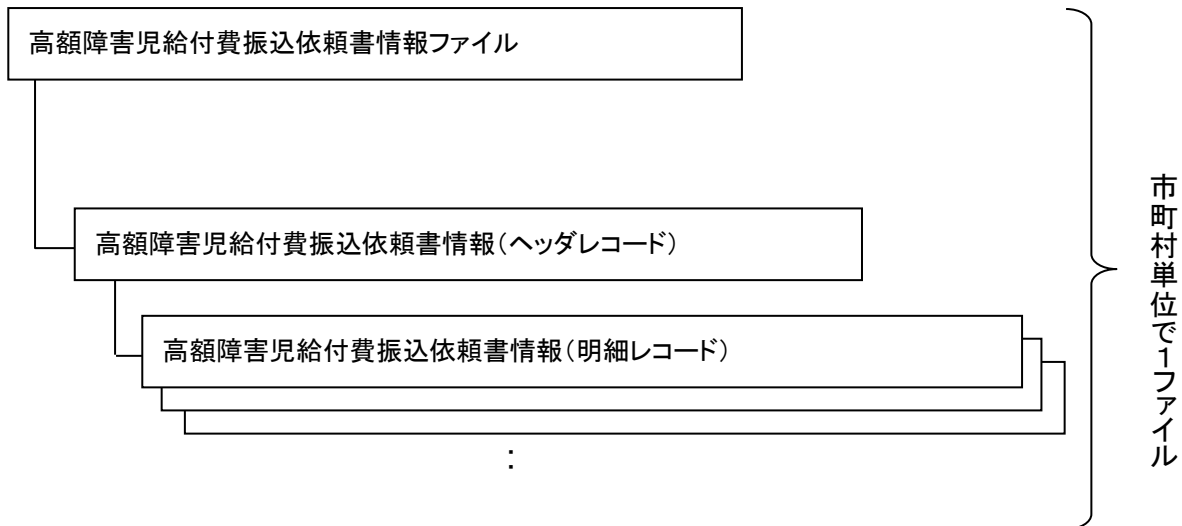 高額障害児給付費振込依頼書情報ファイル
高額障害児給付費振込依頼書情報(ヘッダレコード)
高額障害児給付費振込依頼書情報(明細レコード)
:
市町村単位で1ファイル